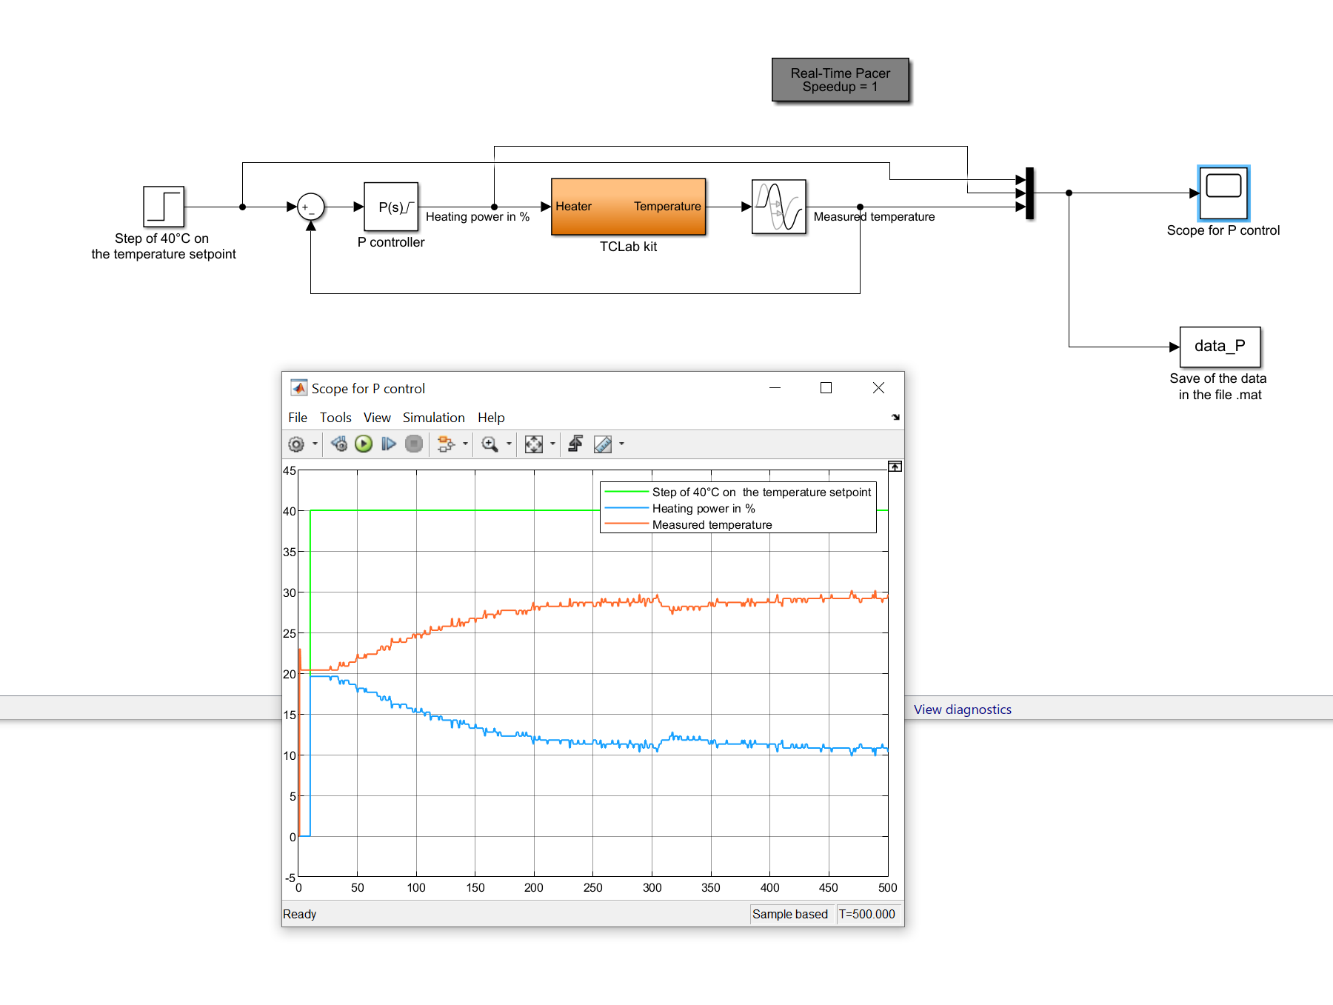 Real-Time Pacer
Speedup = 1
Step of 40°C on
the temperature setpoint
+
−
P(s)
P controller
Heating power in %
Heater
Temperature
TCLab kit
Measured temperature
Scope for P control
data_P
Save of the data
in the file .mat
Scope for P control
File Tools View Simulation Help
Step of 40°C on  the temperature setpoint
Heating power in %
Measured temperature
45
40
35
30
25
20
15
10
5
0
-5
0 50 100 150 200 250 300 350 400 450 500
Ready
Sample based
T=500.000
View diagnostics